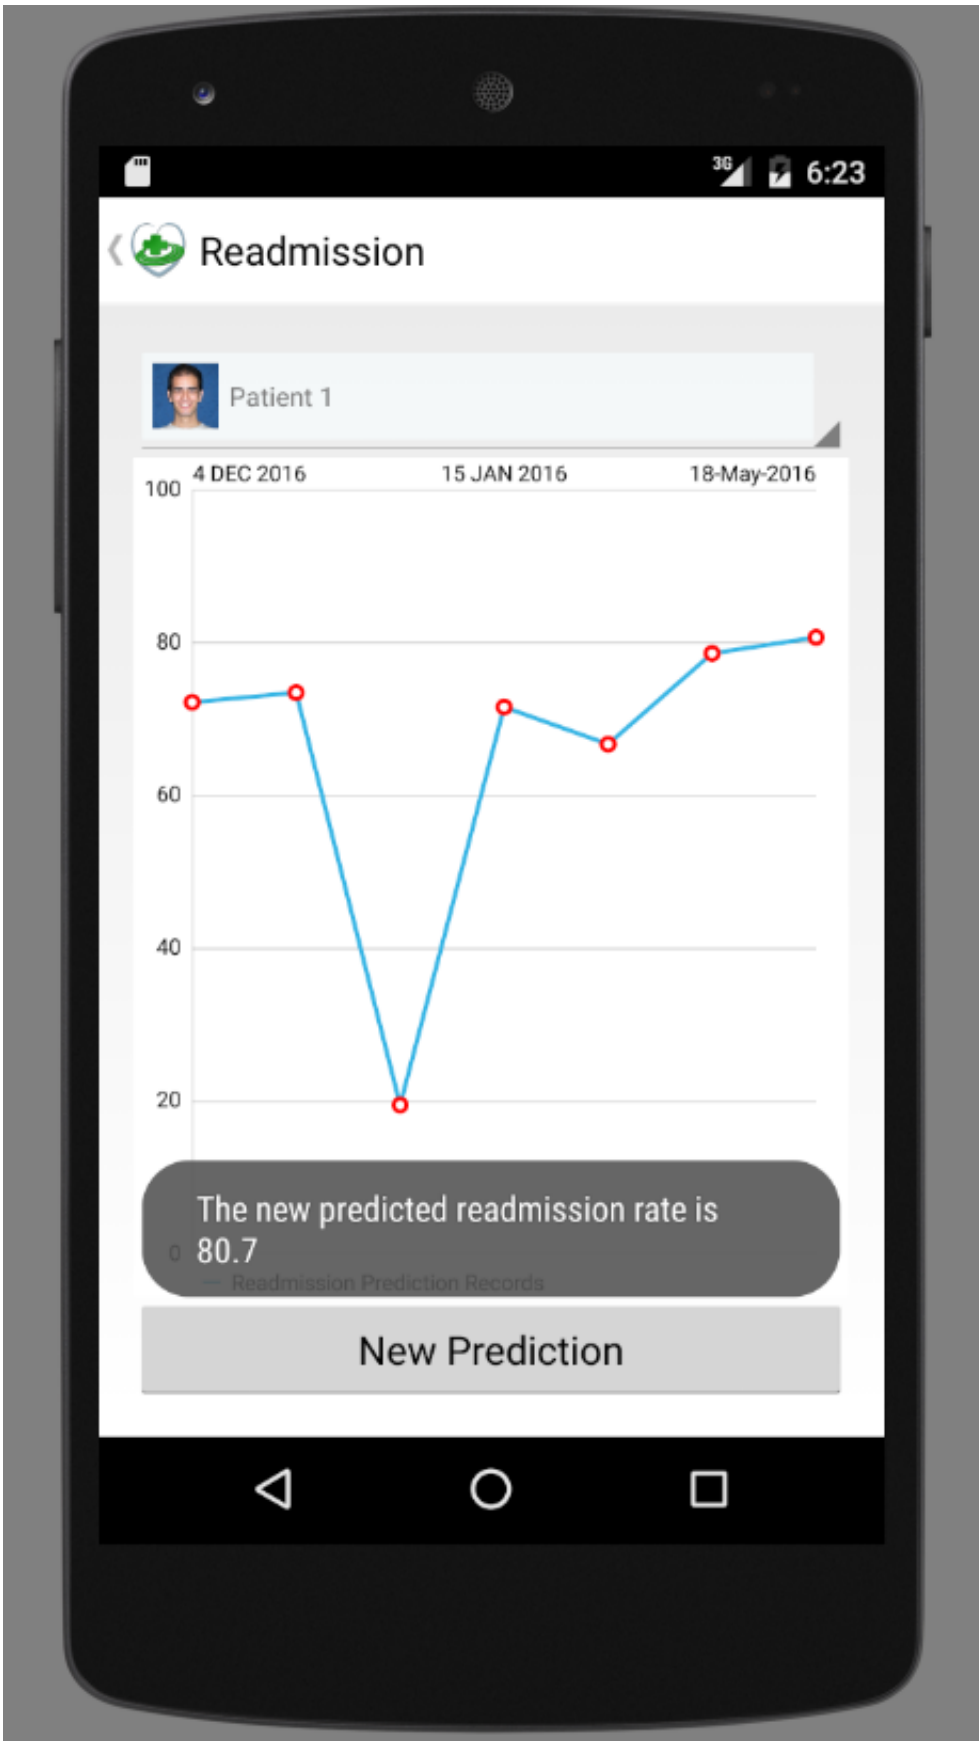 3G 6:23
Readmission
Patient 1
4 DEC 2016 15 JAN 2016 18-May-2016
100
80
60
40
20
The new predicted readmission rate is
0 80.7
Readmission Prediction Records
New Prediction